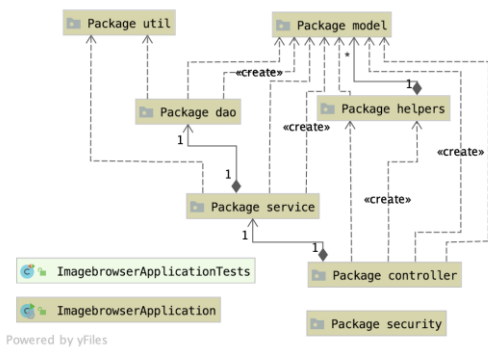 Package util
Package model
«create»
*
1
Package dao
Package helpers
1
«create»
«create»
1
«create»
Package service
1
1
ImagebrowserApplicationTests
Package controller
ImagebrowserApplication
Package security
Powered by yFiles